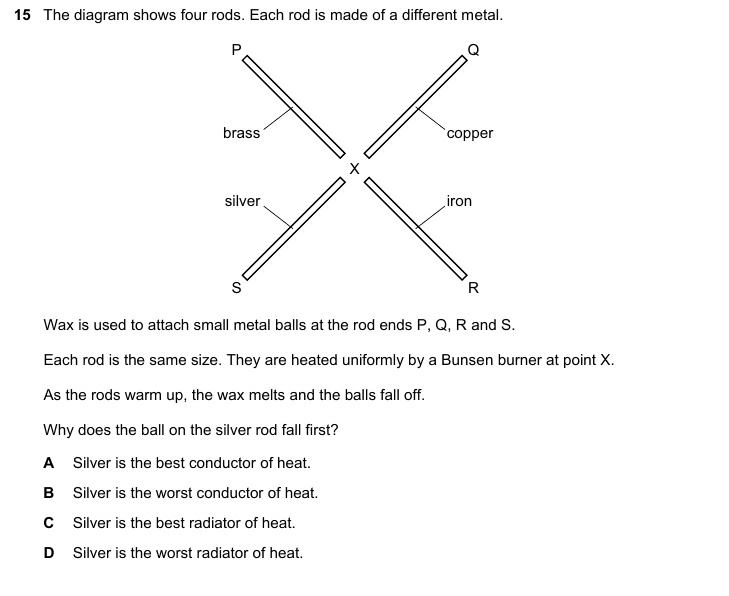 15 The diagram shows four rods. Each rod is made of a different metal.
P
Q
brass
copper
X
silver
iron
S
R
Wax is used to attach small metal balls at the rod ends P, Q, R and S.
Each rod is the same size. They are heated uniformly by a Bunsen burner at point X.
As the rods warm up, the wax melts and the balls fall off.
Why does the ball on the silver rod fall first?
A Silver is the best conductor of heat.
B Silver is the worst conductor of heat.
C Silver is the best radiator of heat.
D Silver is the worst radiator of heat.